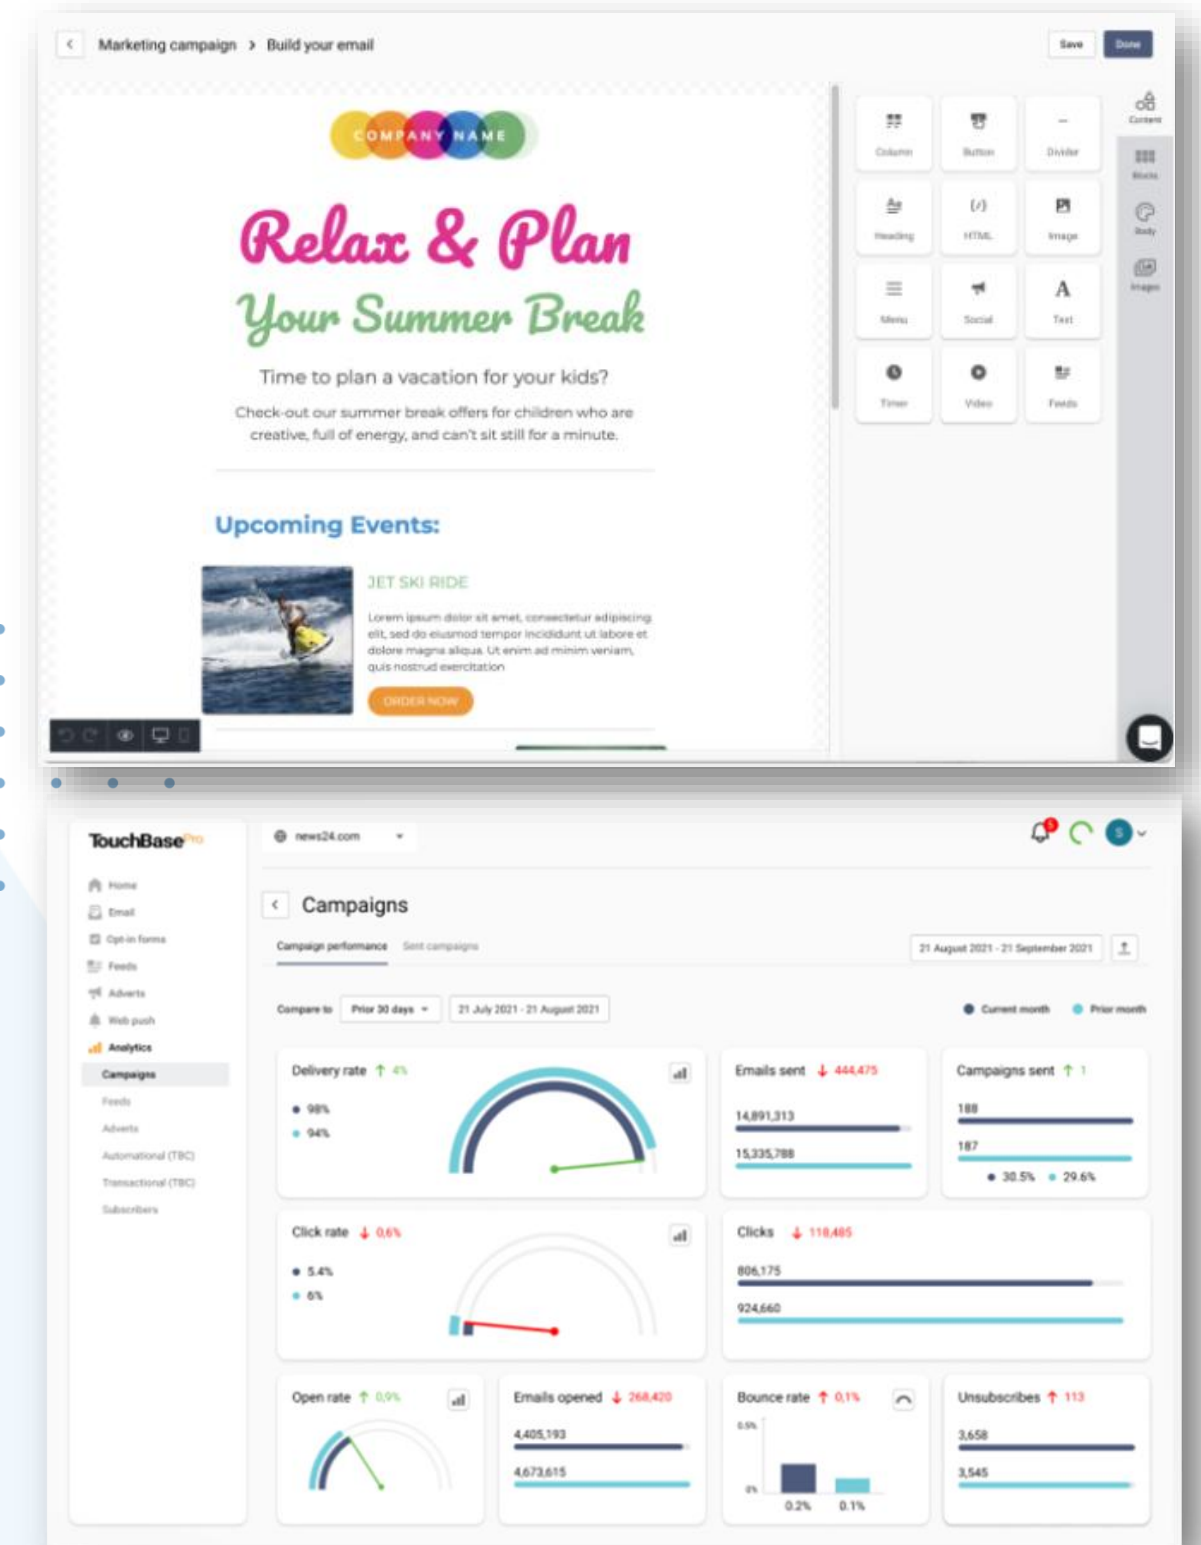 Marketing campaign > Build your email
Save
Done
COMPANY NAME
Relax & Plan
Your Summer Break
Time to plan a vacation for your kids?
Check-out our summer break offers for children who are
creative, full of energy, and can't sit still for a minute.
Upcoming Events:
JET SKI RIDE
Lorem ipsum dolor sit amet, consectetur adipiscing
elit, sed do eiusmod tempor incididunt ut labore et
dolore magna aliqua. Ut enim ad minim veniam,
quis nostrud exercitation
ORDER NOW
Column
Button
Divider
Heading
HTML
Image
Menu
Social
Text
Timer
Video
Feeds
Content
Blocks
Body
Images
TouchBasePro
Home
Email
Opt-in forms
Feeds
Adverts
Web push
Analytics
Campaigns
Feeds
Adverts
Automational (TBC)
Transactional (TBC)
Subscribers
news24.com
5
S
Campaigns
Campaign performance
Sent campaigns
21 August 2021 - 21 September 2021
Compare to
Prior 30 days
21 July 2021 - 21 August 2021
Current month
Prior month
Delivery rate ↑ 4%
98%
94%
Emails sent ↓ 444,475
14,891,313
15,335,788
Campaigns sent ↑ 1
188
187
30.5%
29.6%
Click rate ↓ 0,6%
5.4%
6%
Clicks ↓ 118,485
806,175
924,660
Open rate ↑ 0,9%
Emails opened ↓ 268,420
4,405,193
4,673,615
Bounce rate ↑ 0,1%
0.5%
0%
0.2%
0.1%
Unsubscribes ↑ 113
3,658
3,545